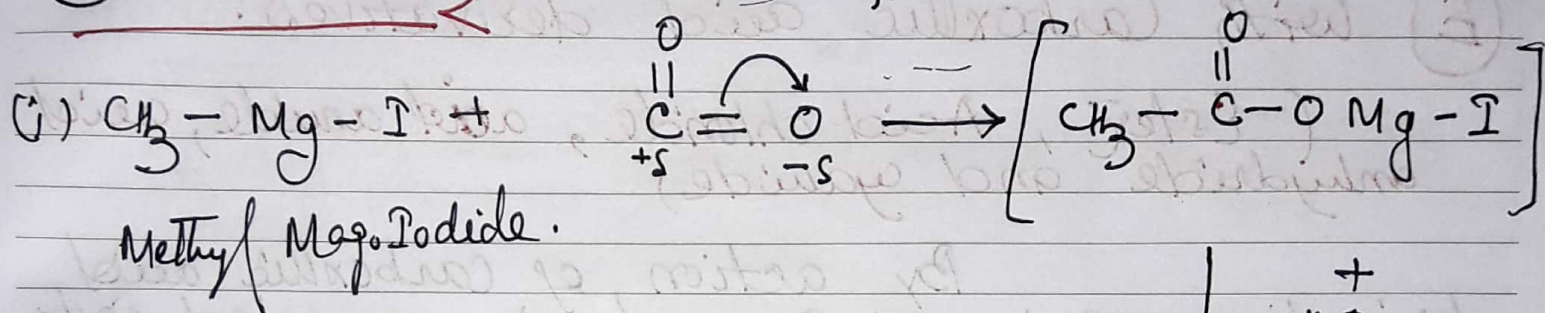 O O
|| ||
(i) CH3 – Mg – I + C = O ⟶ [ CH3 – C – O Mg – I ]
+δ –δ
Methyl Mag. Iodide.
+